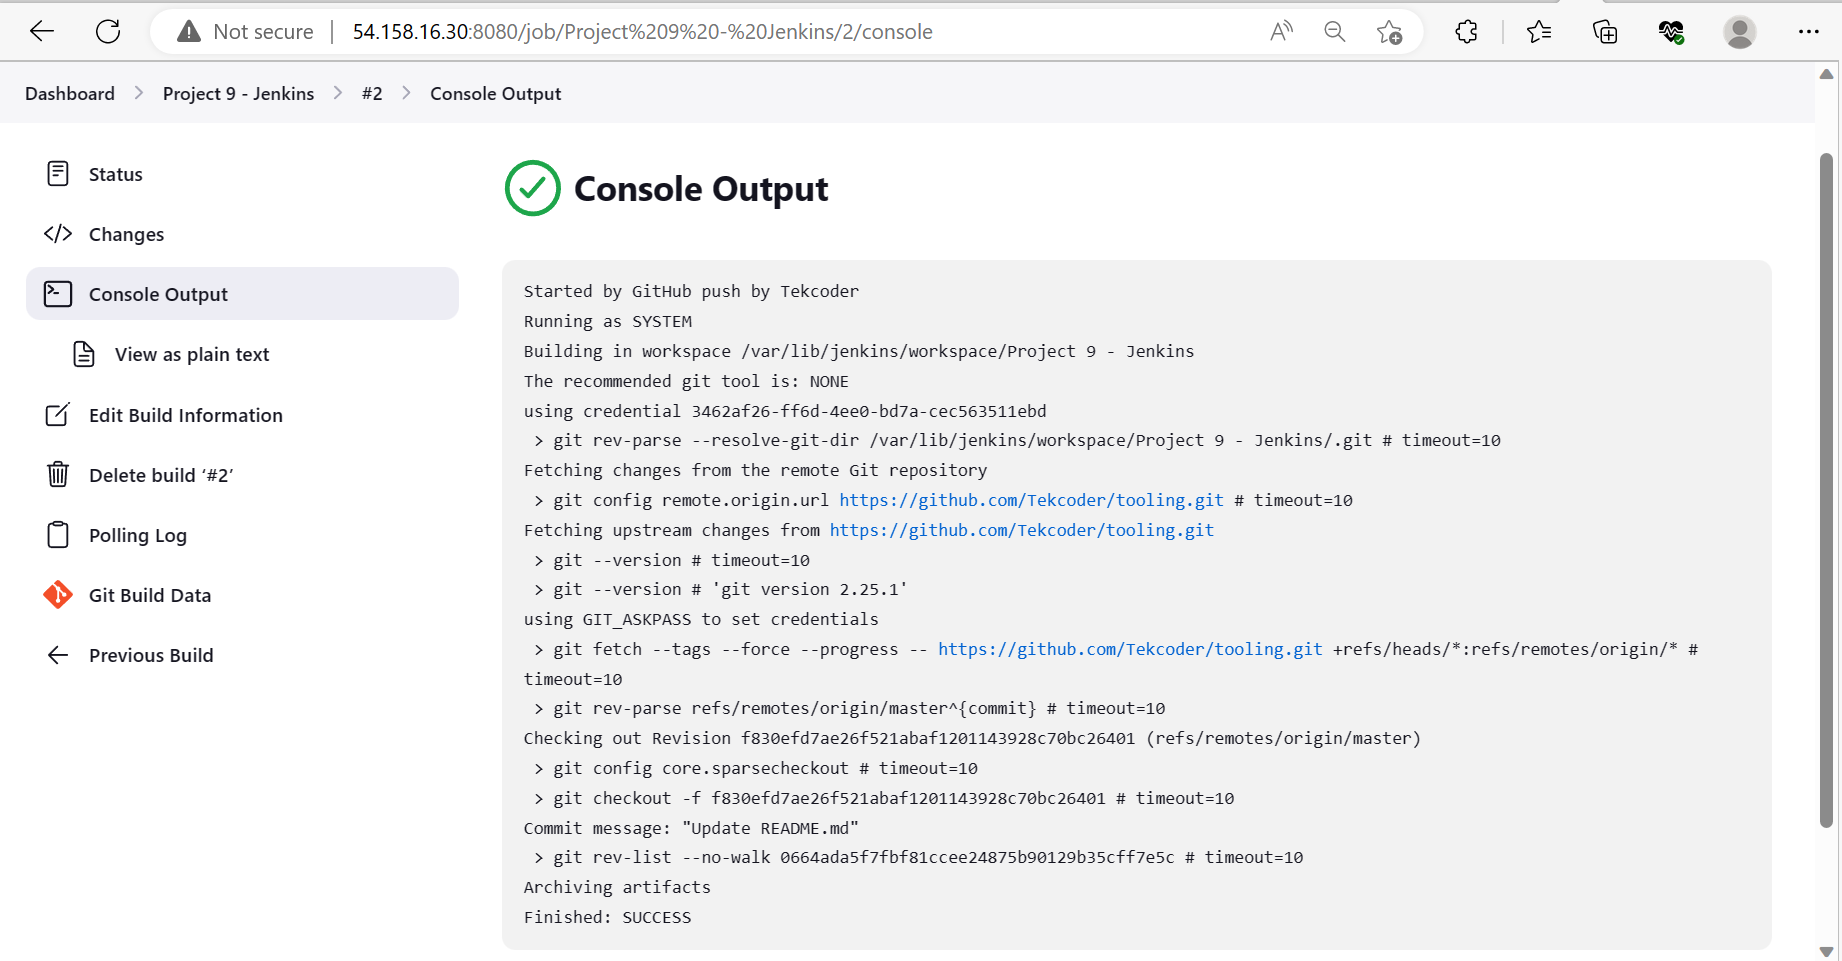 Not secure | 54.158.16.30:8080/job/Project%209%20-%20Jenkins/2/console
Dashboard > Project 9 - Jenkins > #2 > Console Output
Status
Changes
Console Output
View as plain text
Edit Build Information
Delete build ‘#2’
Polling Log
Git Build Data
Previous Build
Console Output
Started by GitHub push by Tekcoder
Running as SYSTEM
Building in workspace /var/lib/jenkins/workspace/Project 9 - Jenkins
The recommended git tool is: NONE
using credential 3462af26-ff6d-4ee0-bd7a-cec563511ebd
> git rev-parse --resolve-git-dir /var/lib/jenkins/workspace/Project 9 - Jenkins/.git # timeout=10
Fetching changes from the remote Git repository
> git config remote.origin.url https://github.com/Tekcoder/tooling.git # timeout=10
Fetching upstream changes from https://github.com/Tekcoder/tooling.git
> git --version # timeout=10
> git --version # 'git version 2.25.1'
using GIT_ASKPASS to set credentials
> git fetch --tags --force --progress -- https://github.com/Tekcoder/tooling.git +refs/heads/*:refs/remotes/origin/* #
timeout=10
> git rev-parse refs/remotes/origin/master^{commit} # timeout=10
Checking out Revision f830efd7ae26f521abaf1201143928c70bc26401 (refs/remotes/origin/master)
> git config core.sparsecheckout # timeout=10
> git checkout -f f830efd7ae26f521abaf1201143928c70bc26401 # timeout=10
Commit message: "Update README.md"
> git rev-list --no-walk 0664ada5f7fbf81ccee24875b90129b35cff7e5c # timeout=10
Archiving artifacts
Finished: SUCCESS